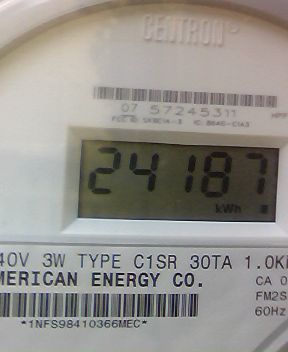 CENTRON®
07 57245311
24187
kWh
40V 3W TYPE C1SR 30TA 1.0K
MERICAN ENERGY CO.
CA 0
FM2S
60Hz
*1NFS98410366MEC*